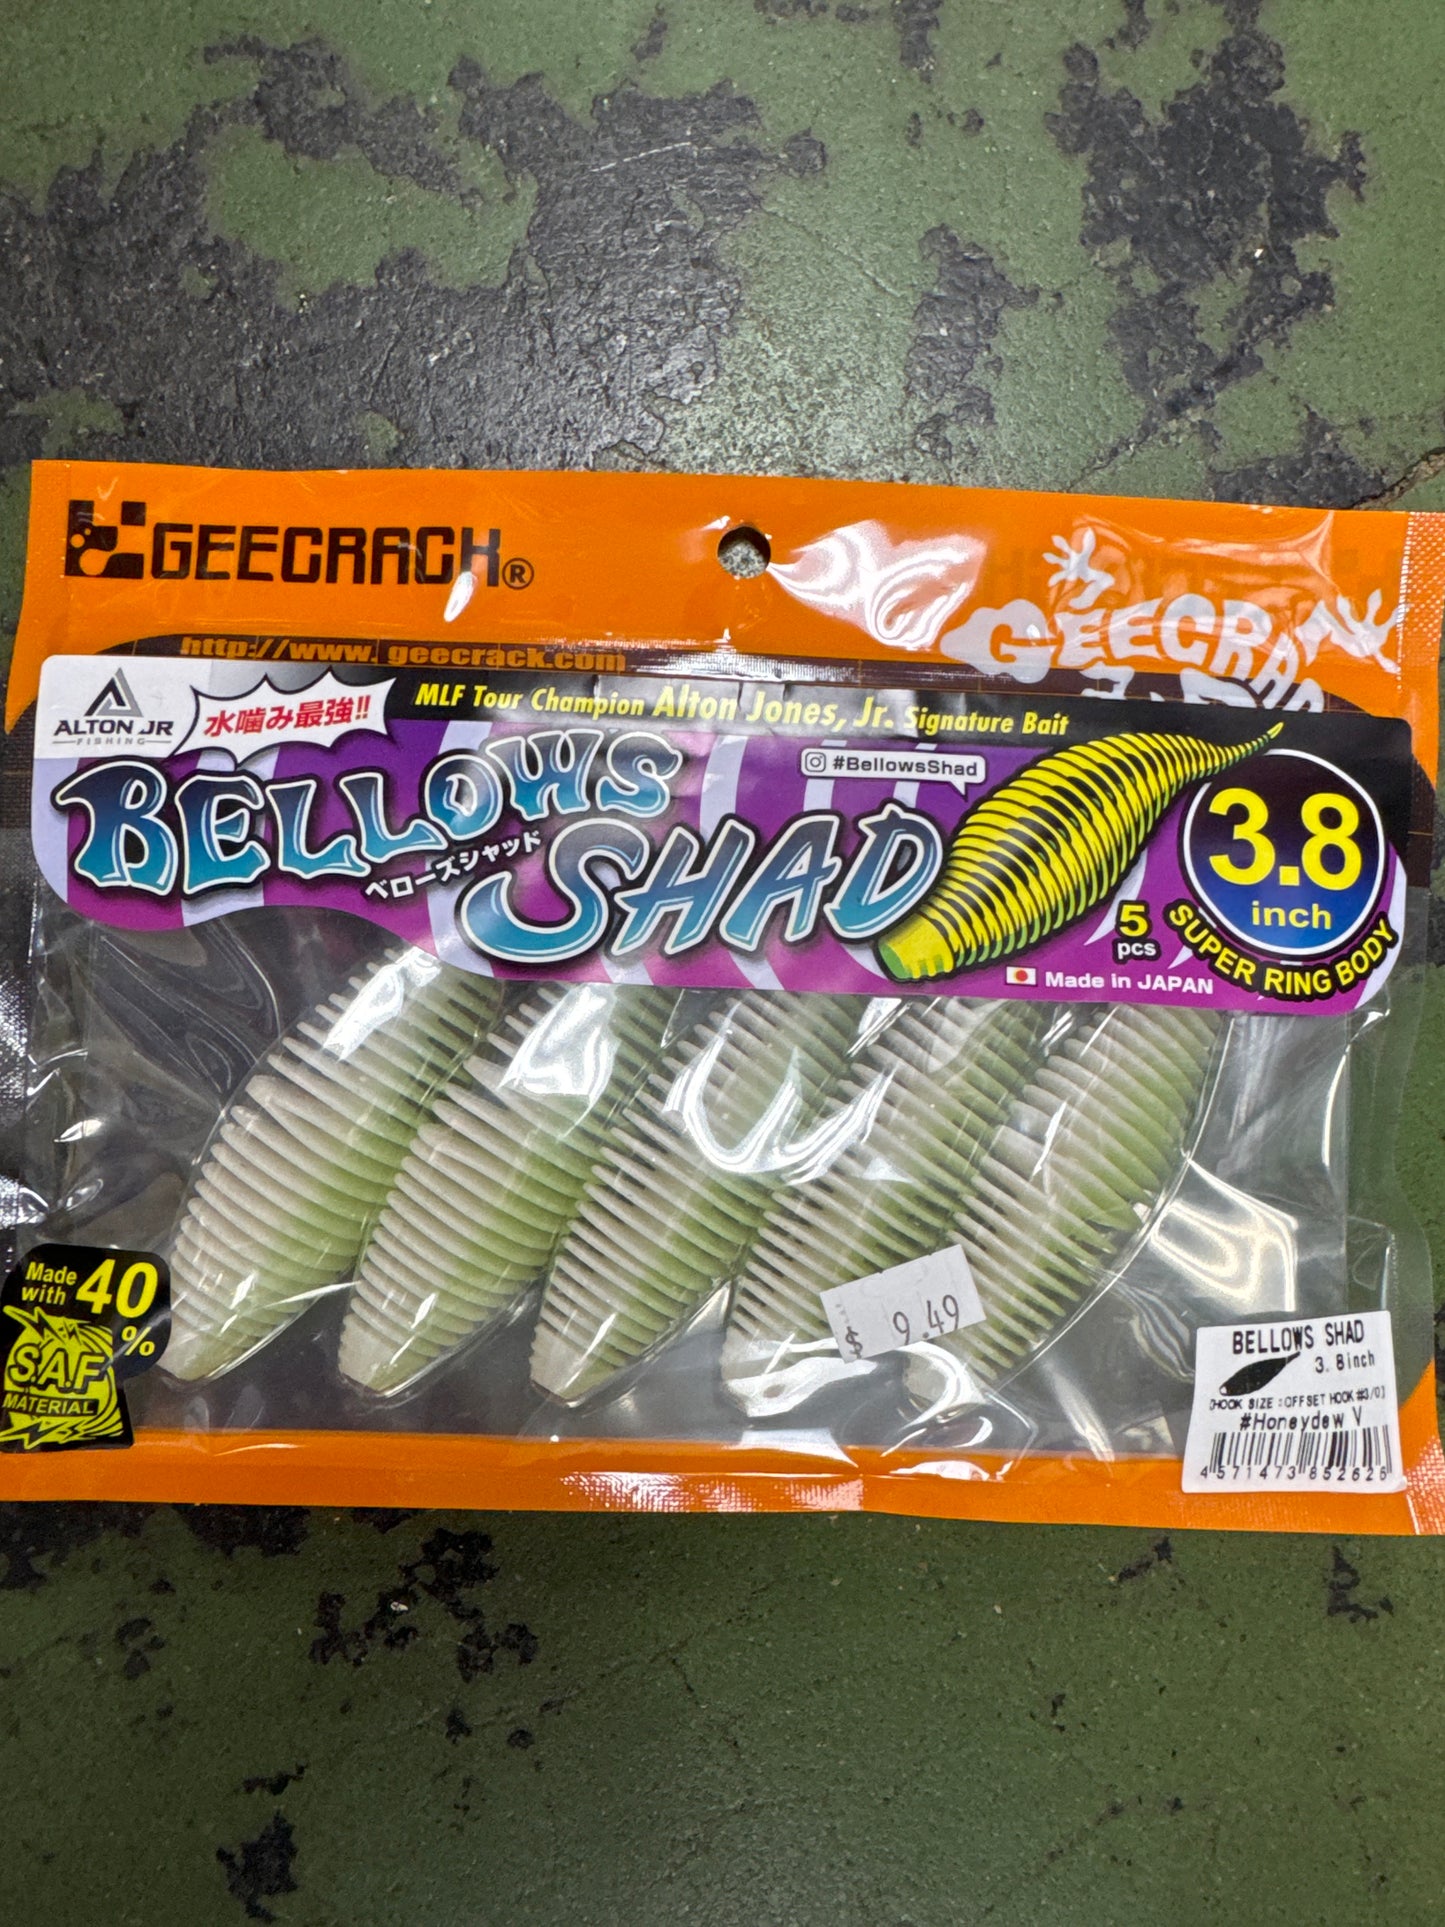 GEECRACK®
http://www.geecrack.com
GEECRACK
ALTON JR
FISHING
水噛み最強!!
MLF Tour Champion Alton Jones, Jr. Signature Bait
#BellowsShad
BELLOWS
ベローズシャッド
SHAD
3.8
inch
5
pcs
SUPER RING BODY
Made in JAPAN
Made
with 40
%
S.A.F
MATERIAL
$ 9.49
BELLOWS SHAD
3.8inch
[HOOK SIZE:OFFSET HOOK #3/0]
#Honeydew V
4571473852626